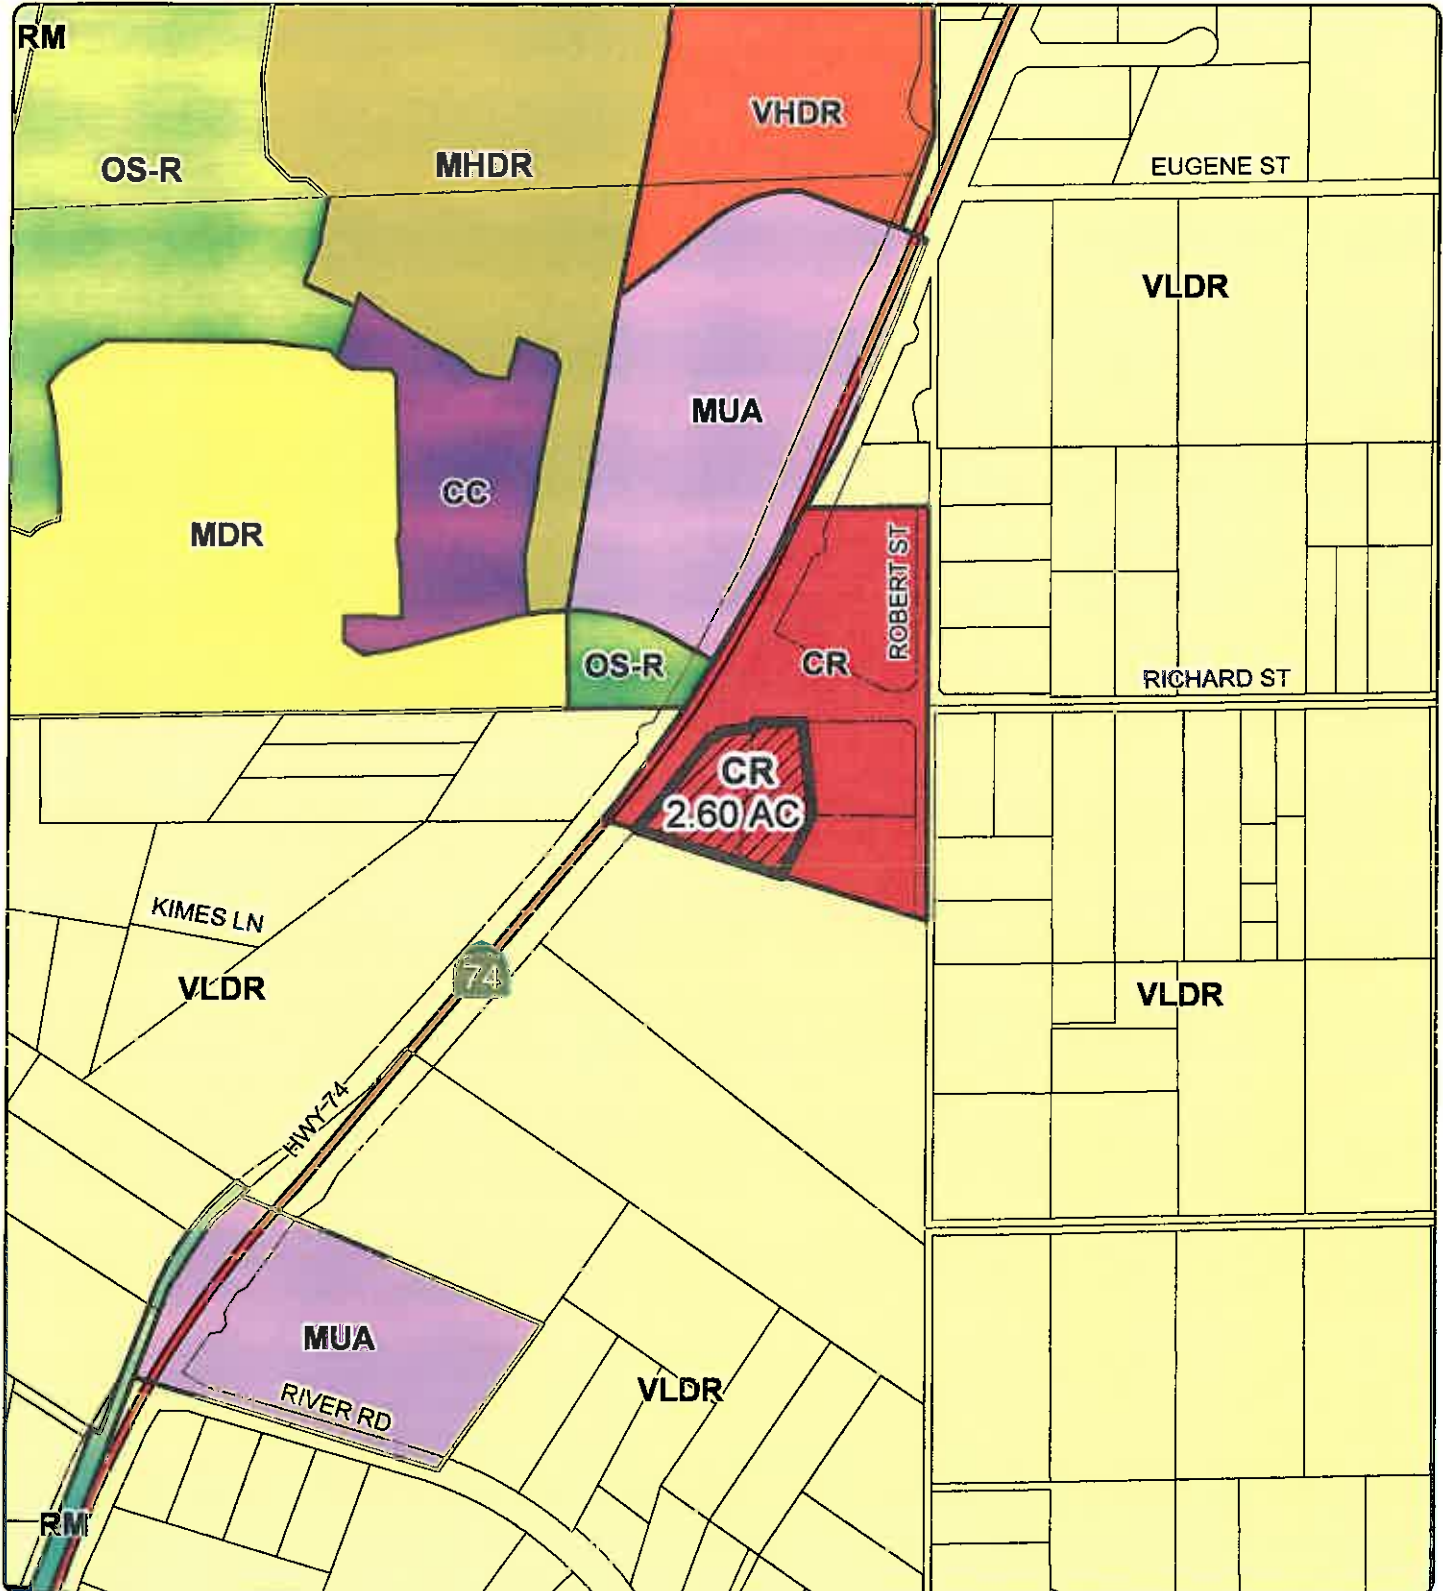 RM
VHDR
OS-R
MHDR
EUGENE ST
VLDR
MUA
CC
MDR
ROBERT ST
OS-R
CR
RICHARD ST
CR
2.60 AC
KIMES LN
74
VLDR
VLDR
HWY-74
MUA
RIVER RD
VLDR
RM